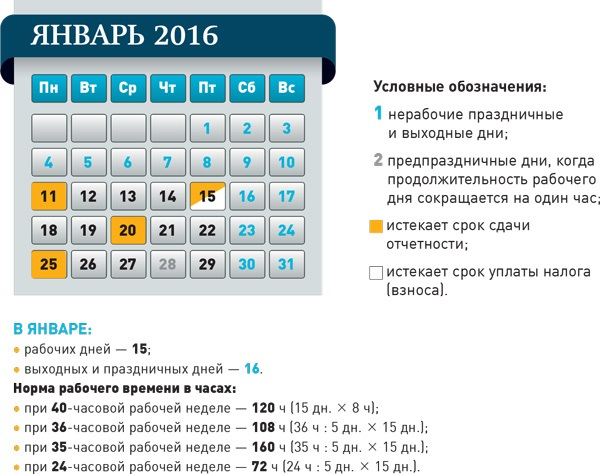 ЯНВАРЬ 2016
Пн Вт Ср Чт Пт Сб Вс
1 2 3
4 5 6 7 8 9 10
11 12 13 14 15 16 17
18 19 20 21 22 23 24
25 26 27 28 29 30 31
Условные обозначения:
1 нерабочие праздничные
и выходные дни;
2 предпраздничные дни, когда
продолжительность рабочего
дня сокращается на один час;
истекает срок сдачи
отчетности;
истекает срок уплаты налога
(взноса).
В ЯНВАРЕ:
• рабочих дней — 15;
• выходных и праздничных дней — 16.
Норма рабочего времени в часах:
• при 40-часовой рабочей неделе — 120 ч (15 дн. × 8 ч);
• при 36-часовой рабочей неделе — 108 ч (36 ч : 5 дн. × 15 дн.);
• при 35-часовой рабочей неделе — 160 ч (35 ч : 5 дн. × 15 дн.);
• при 24-часовой рабочей неделе — 72 ч (24 ч : 5 дн. × 15 дн.).